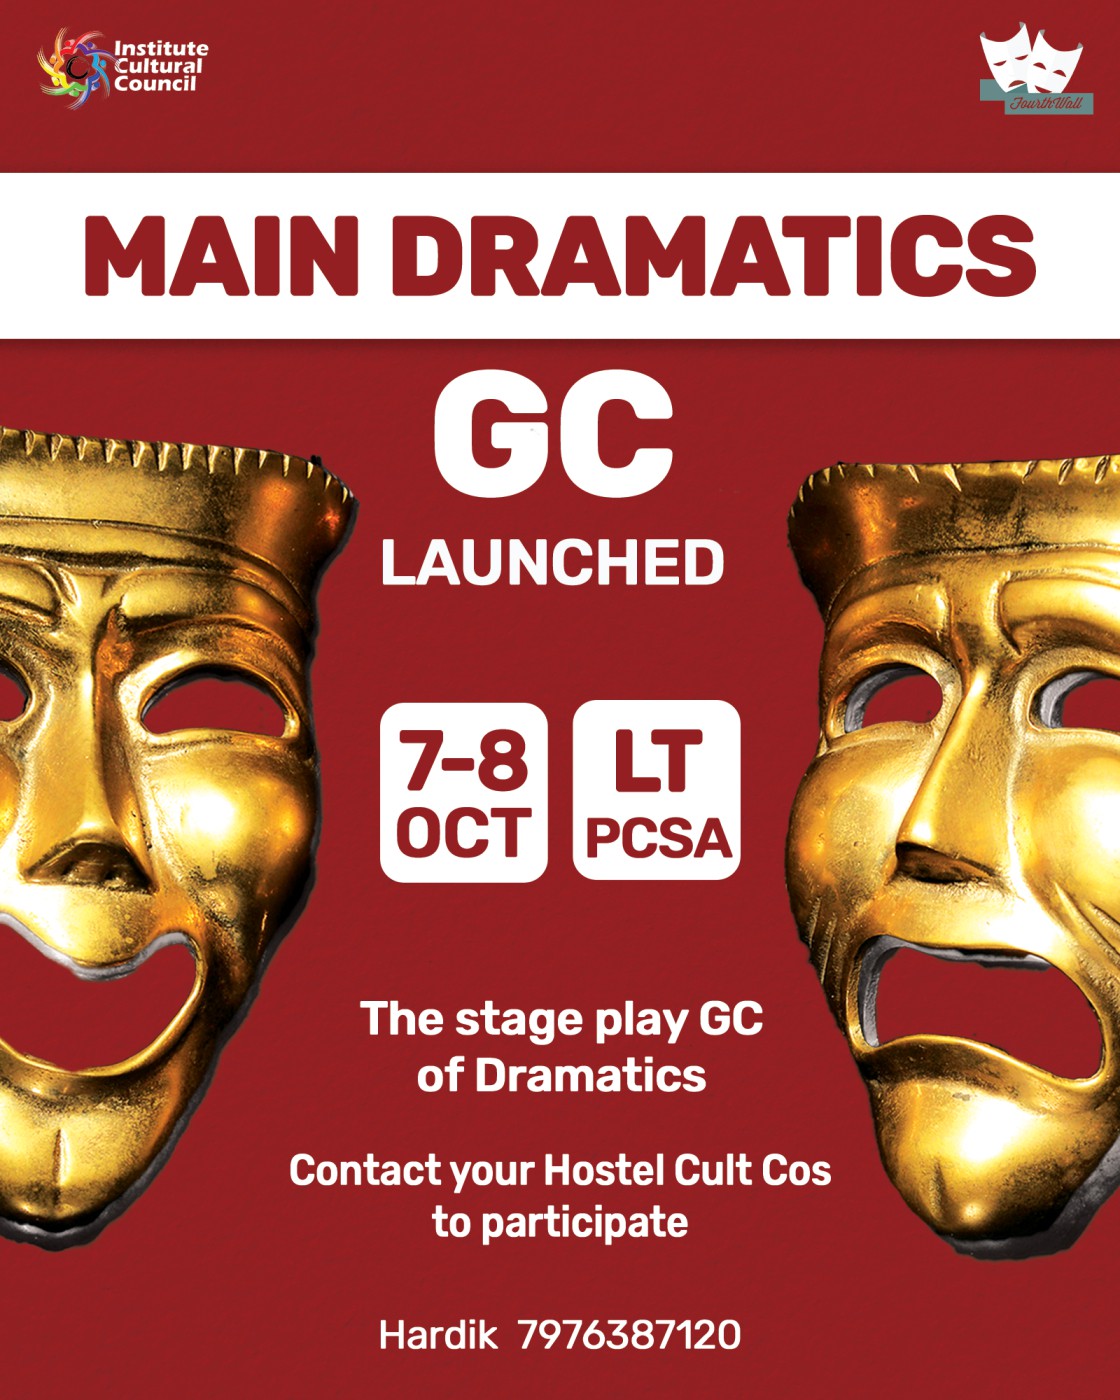 Institute
Cultural
Council
FourthWall
MAIN DRAMATICS
GC
LAUNCHED
7-8
OCT
LT
PCSA
The stage play GC
of Dramatics
Contact your Hostel Cult Cos
to participate
Hardik 7976387120